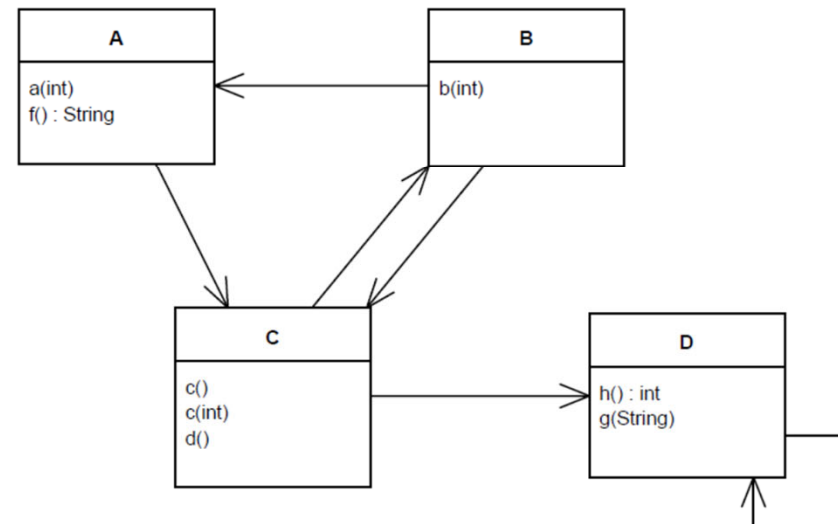 A
a(int)
f() : String
B
b(int)
C
c()
c(int)
d()
D
h() : int
g(String)